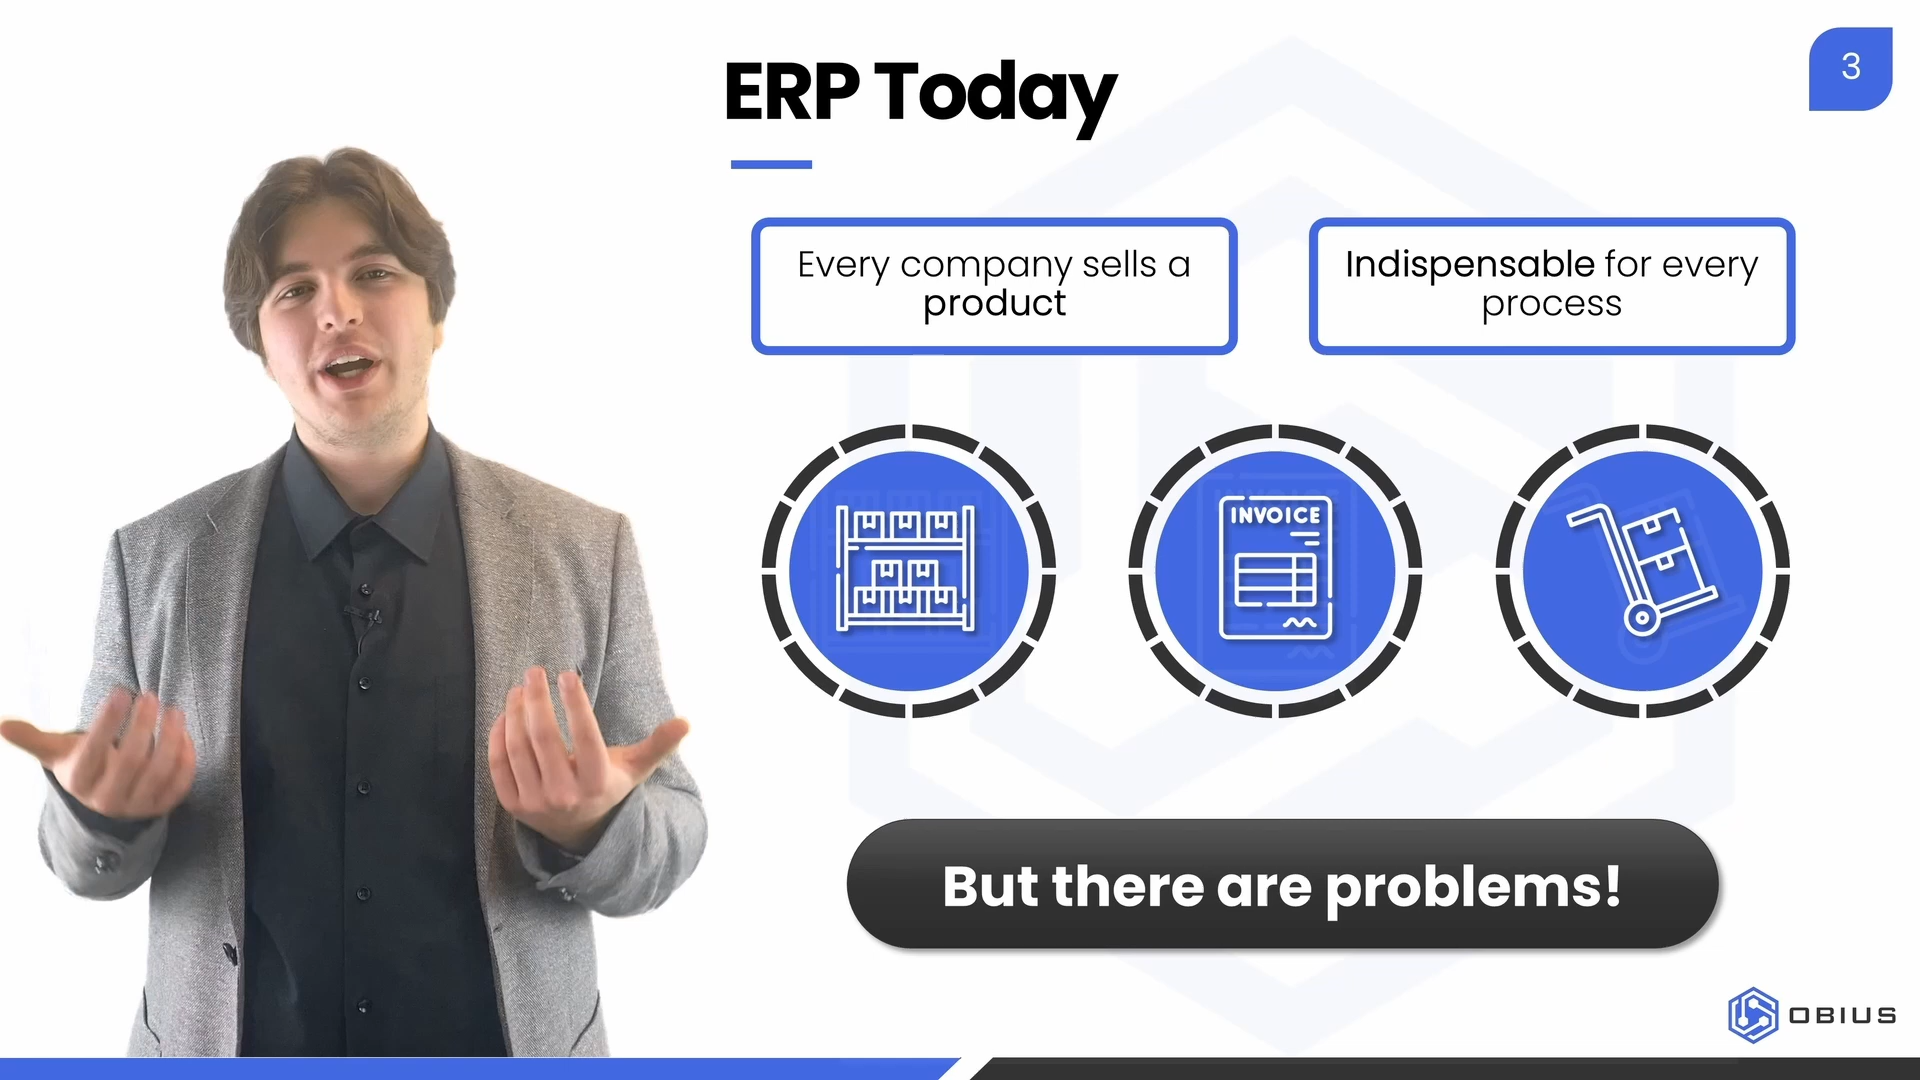 ERP Today
3
Every company sells a
product
Indispensable for every
process
INVOICE
But there are problems!
OBIUS